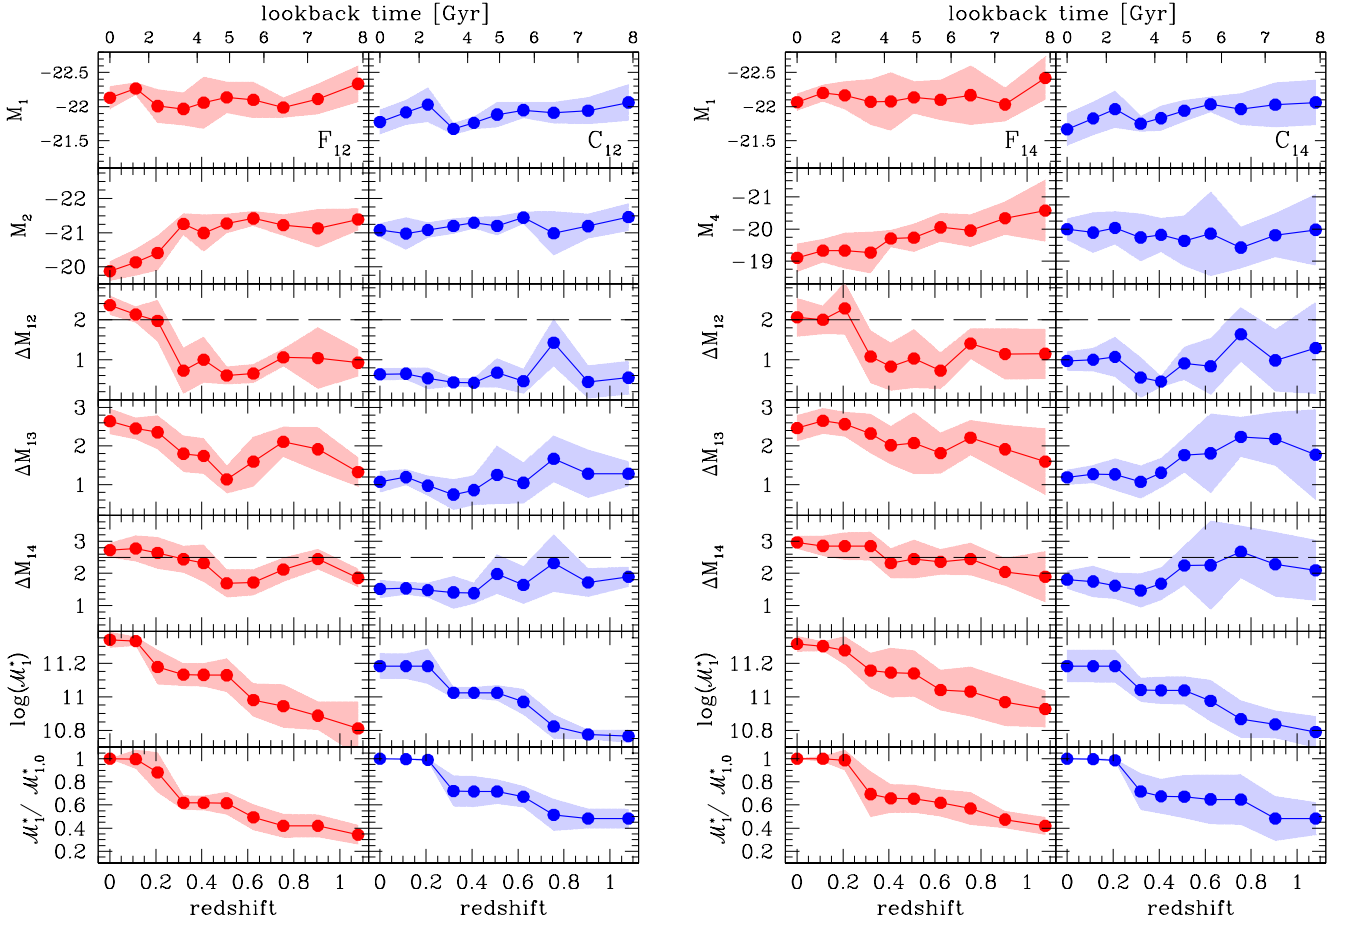 lookback time [Gyr]
0 2 4 5 6 7 8 0 2 4 5 6 7 8
M₁ -22.5 -22 -21.5 F₁₂ C₁₂
M₂ -22 -21 -20
ΔM₁₂ 2 1
ΔM₁₃ 3 2 1
ΔM₁₄ 3 2 1
log(ℳ*₁) 11.2 11 10.8
ℳ*₁/ ℳ*₁.₀ 1 0.8 0.6 0.4 0.2
0 0.2 0.4 0.6 0.8 1 0 0.2 0.4 0.6 0.8 1
redshift redshift
lookback time [Gyr]
0 2 4 5 6 7 8 0 2 4 5 6 7 8
M₁ -22.5 -22 -21.5 F₁₄ C₁₄
M₄ -21 -20 -19
ΔM₁₂ 2 1
ΔM₁₃ 3 2 1
ΔM₁₄ 3 2 1
log(ℳ*₁) 11.2 11 10.8
ℳ*₁/ ℳ*₁.₀ 1 0.8 0.6 0.4 0.2
0 0.2 0.4 0.6 0.8 1 0 0.2 0.4 0.6 0.8 1
redshift redshift